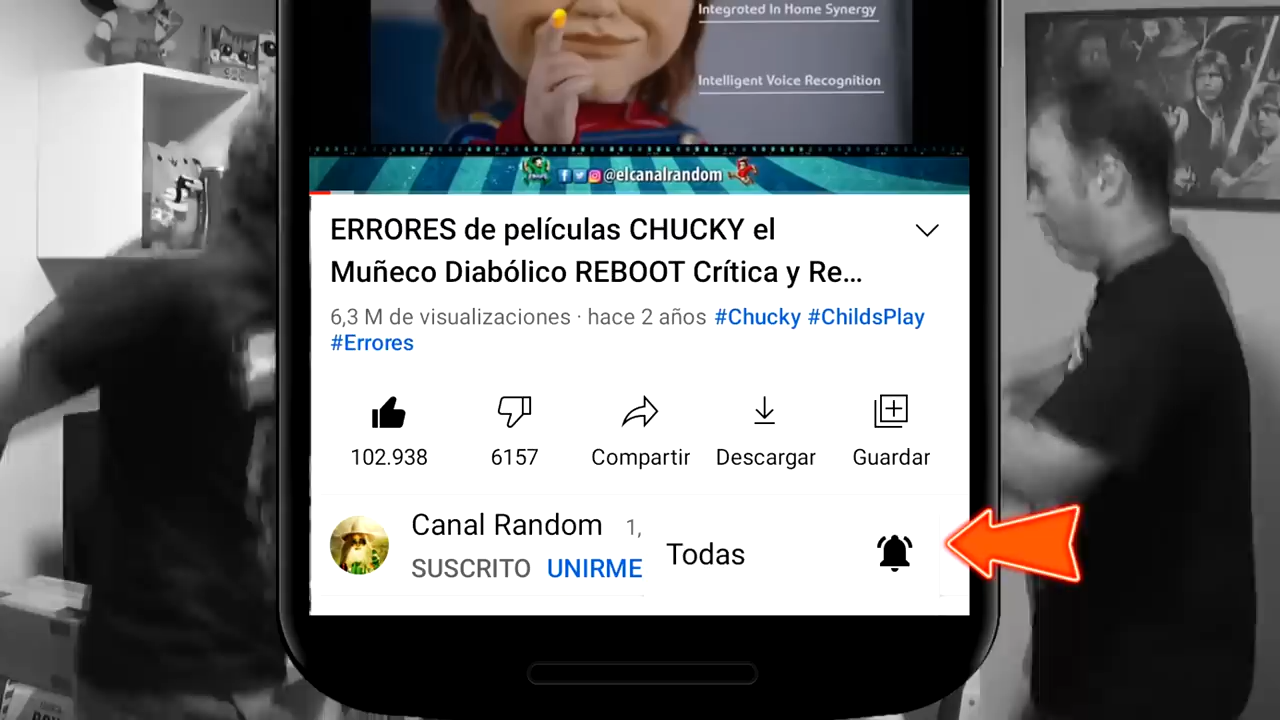 Integrated In Home Synergy
Intelligent Voice Recognition
@elcanalrandom
ERRORES de películas CHUCKY el
Muñeco Diabólico REBOOT Crítica y Re...
6,3 M de visualizaciones · hace 2 años #Chucky #ChildsPlay
#Errores
102.938
6157
Compartir
Descargar
Guardar
Canal Random 1,
SUSCRITO UNIRME
Todas